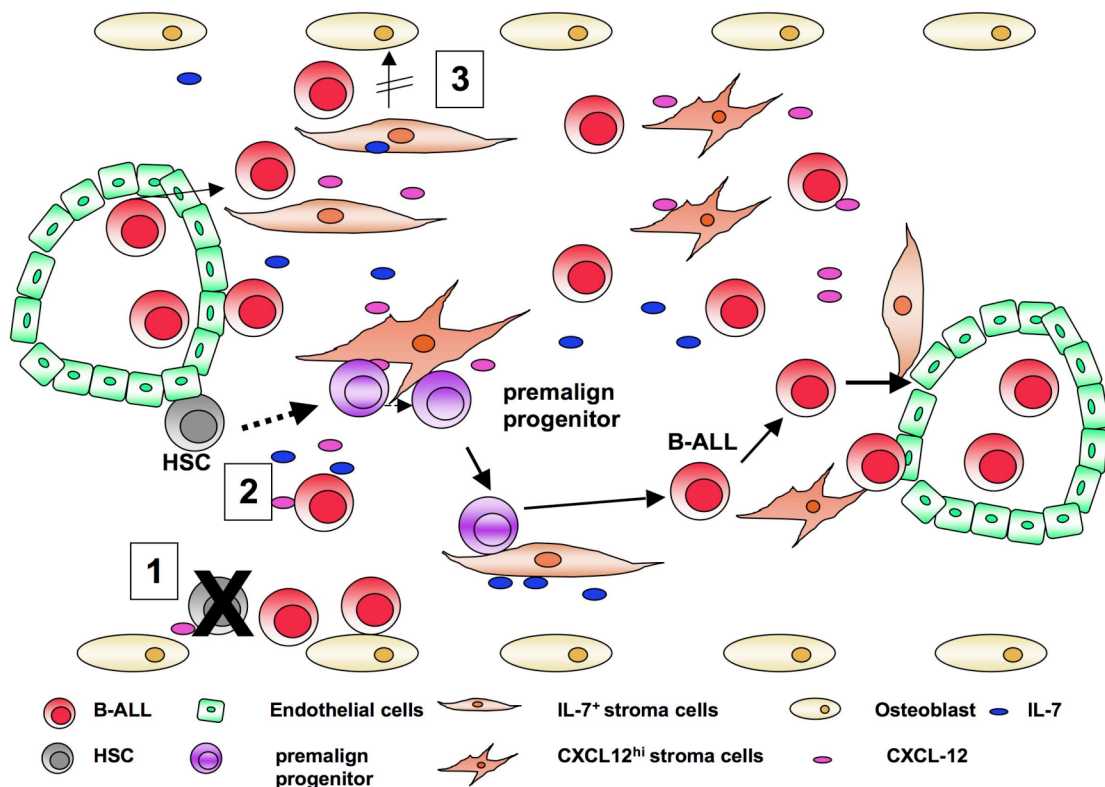 3
premalign
progenitor
B-ALL
HSC
2
1
B-ALL
Endothelial cells
IL-7⁺ stroma cells
Osteoblast
IL-7
HSC
premalign
progenitor
CXCL12ʰⁱ stroma cells
CXCL-12